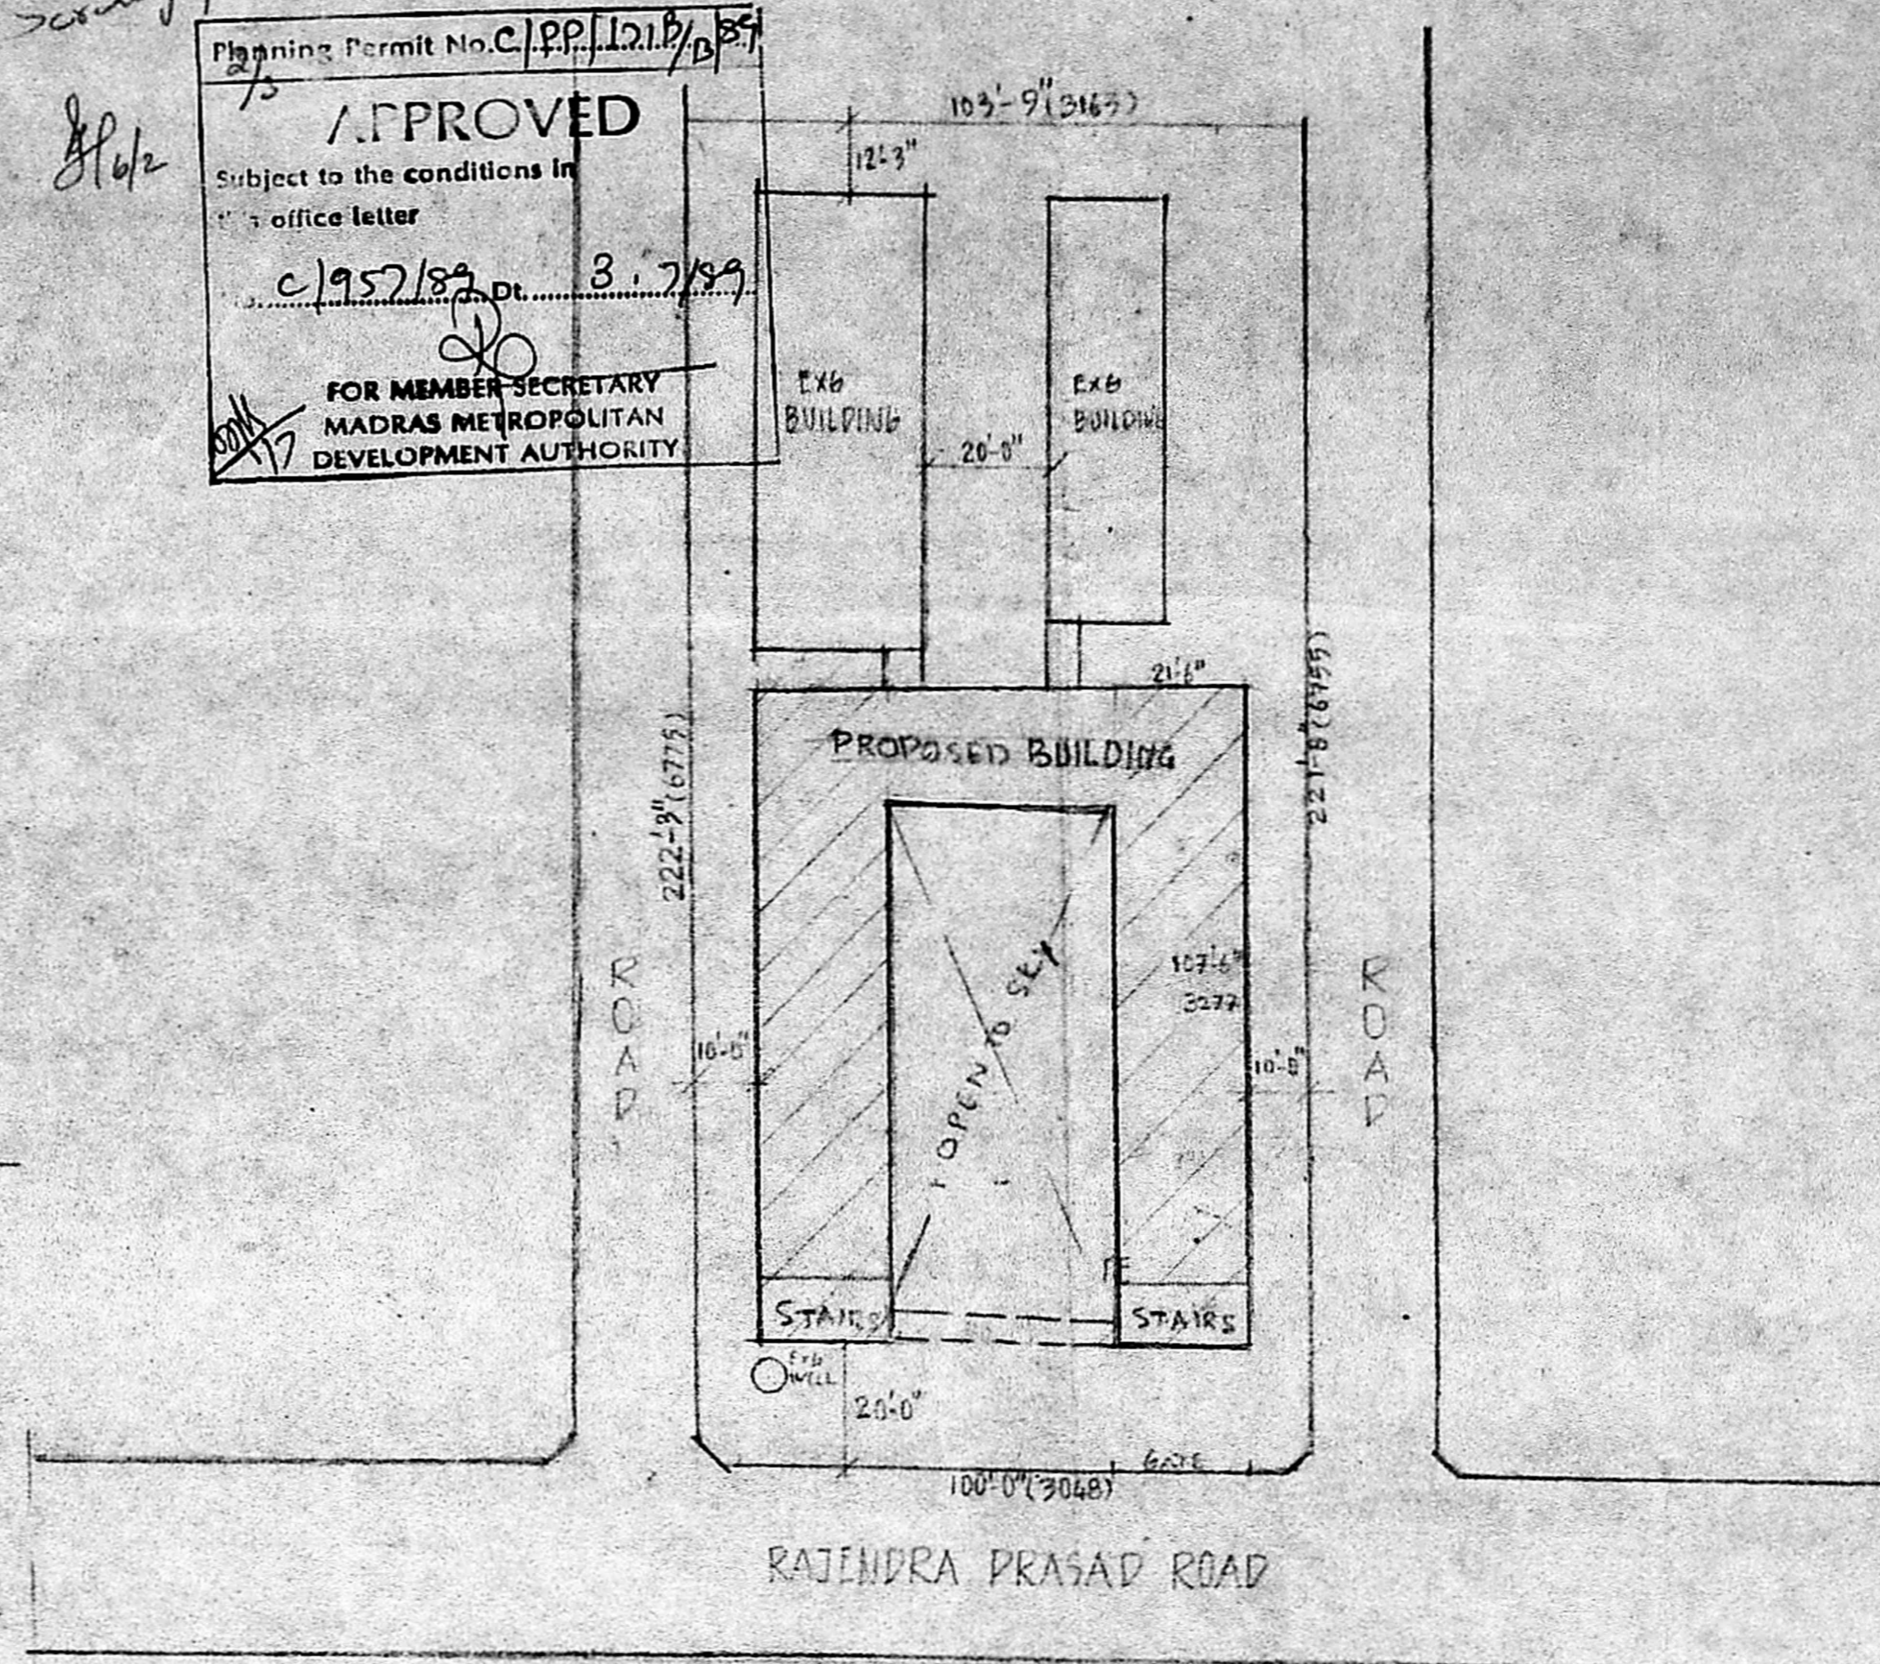 Planning Permit No. C/PP/121B/B/89
2/3
APPROVED
Subject to the conditions in
office letter
C/957/89 Dt. 3.7/89
FOR MEMBER SECRETARY
MADRAS METROPOLITAN
DEVELOPMENT AUTHORITY
6/2
103'-9"(3163)
12'-3"
EXG
BUILDING
EXG
BUILDING
20'-0"
21'-6"
PROPOSED BUILDING
222'-3"(6775)
221'-8"(6755)
107'-6"
3277
ROAD
ROAD
10'-0"
10'-0"
OPEN TO SKY
STAIRS
STAIRS
EXG
WELL
20'-0"
GATE
100'-0"(3048)
RAJENDRA PRASAD ROAD